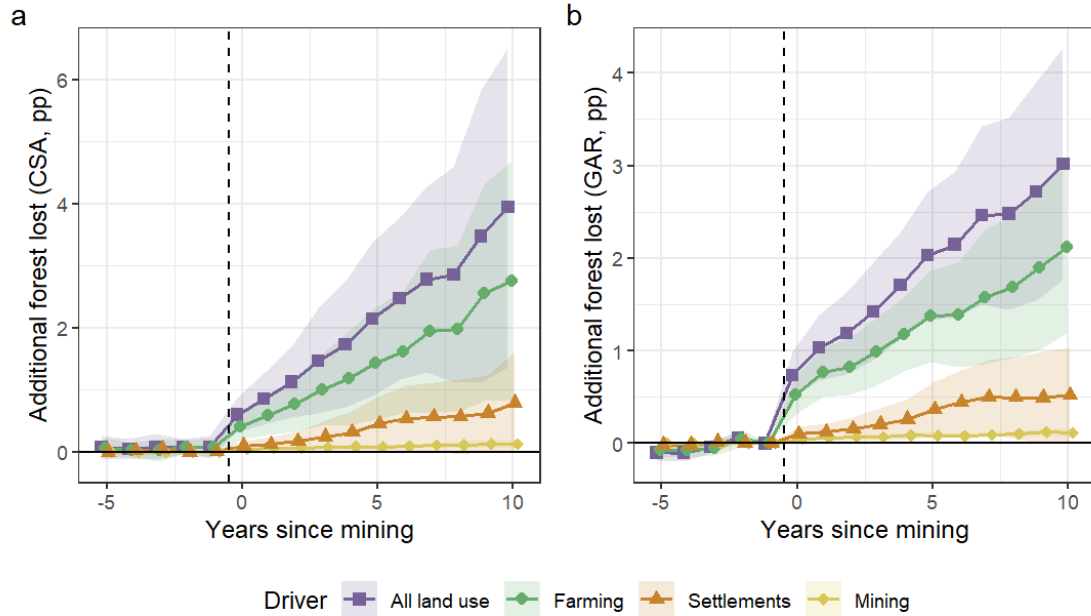 a
Additional forest lost (CSA, pp)
6
4
2
0
-5
0
5
10
Years since mining
b
Additional forest lost (GAR, pp)
4
3
2
1
0
-5
0
5
10
Years since mining
Driver All land use Farming Settlements Mining